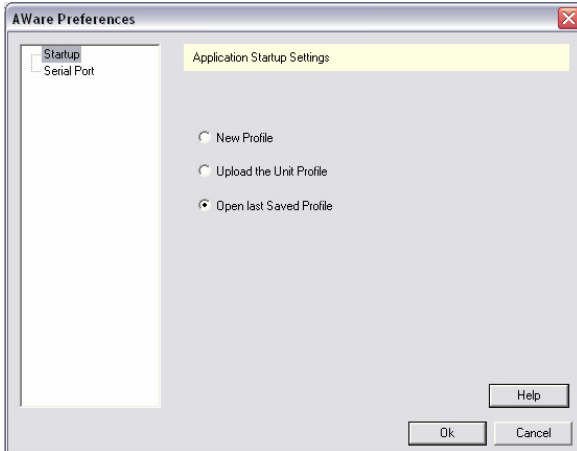 AWare Preferences
Startup
Serial Port
Application Startup Settings
New Profile
Upload the Unit Profile
Open last Saved Profile
Help
Ok
Cancel